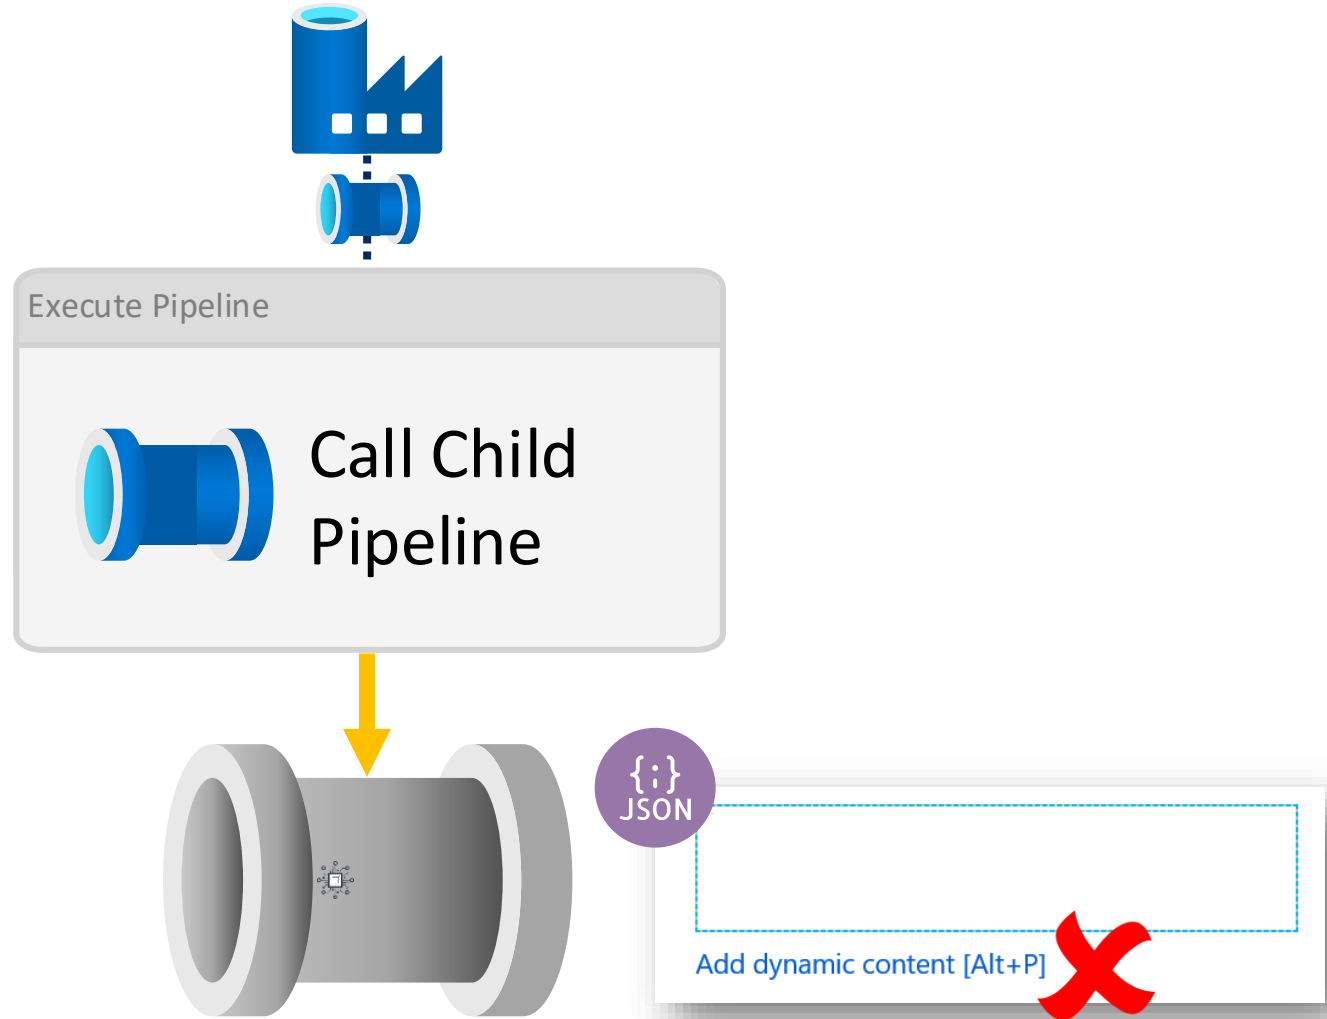 Execute Pipeline
Call Child
Pipeline
{;}
JSON
Add dynamic content [Alt+P]